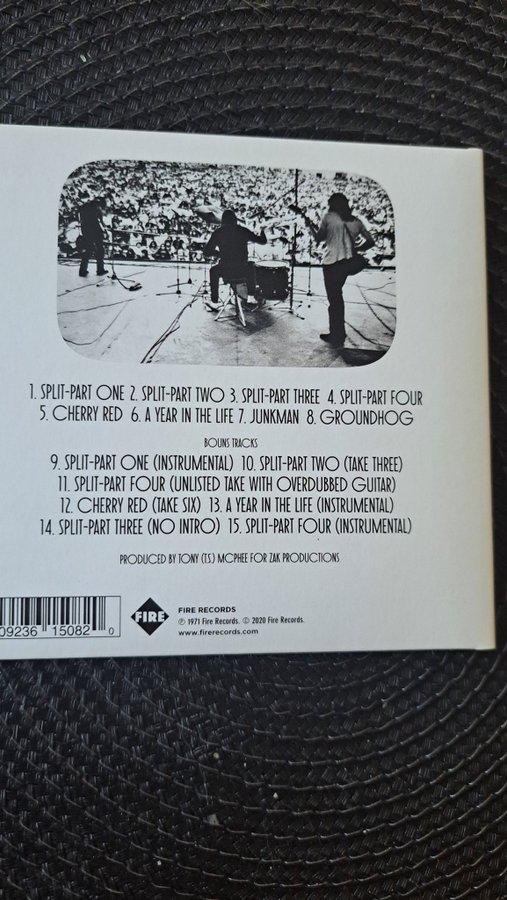 1. SPLIT-PART ONE 2. SPLIT-PART TWO 3. SPLIT-PART THREE 4. SPLIT-PART FOUR
5. CHERRY RED 6. A YEAR IN THE LIFE 7. JUNKMAN 8. GROUNDHOG
BOUNS TRACKS
9. SPLIT-PART ONE (INSTRUMENTAL) 10. SPLIT-PART TWO (TAKE THREE)
11. SPLIT-PART FOUR (UNLISTED TAKE WITH OVERDUBBED GUITAR)
12. CHERRY RED (TAKE SIX) 13. A YEAR IN THE LIFE (INSTRUMENTAL)
14. SPLIT-PART THREE (NO INTRO) 15. SPLIT-PART FOUR (INSTRUMENTAL)
PRODUCED BY TONY (T.S.) MCPHEE FOR ZAK PRODUCTIONS
09236 15082 0
FIRE
FIRE RECORDS
℗ 1971 Fire Records. © 2020 Fire Records.
www.firerecords.com